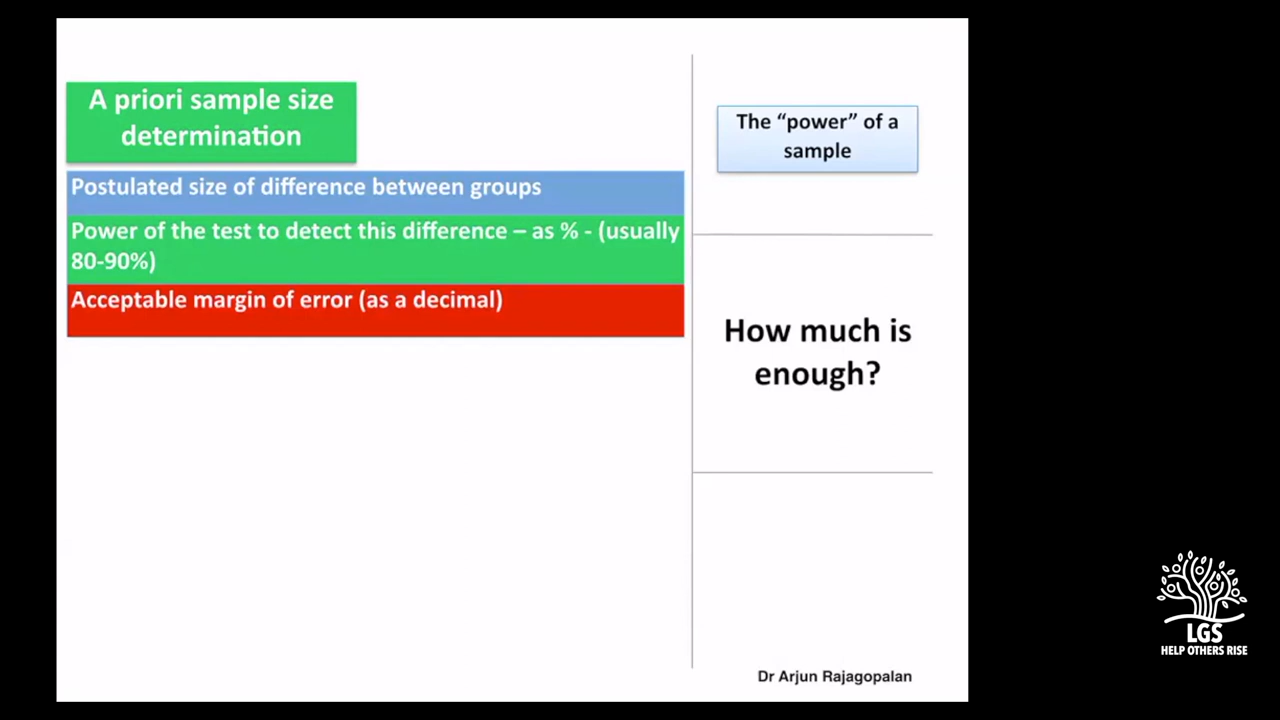 A priori sample size
determination
Postulated size of difference between groups
Power of the test to detect this difference – as % - (usually
80-90%)
Acceptable margin of error (as a decimal)
The “power” of a
sample
How much is
enough?
Dr Arjun Rajagopalan
LGS
HELP OTHERS RISE